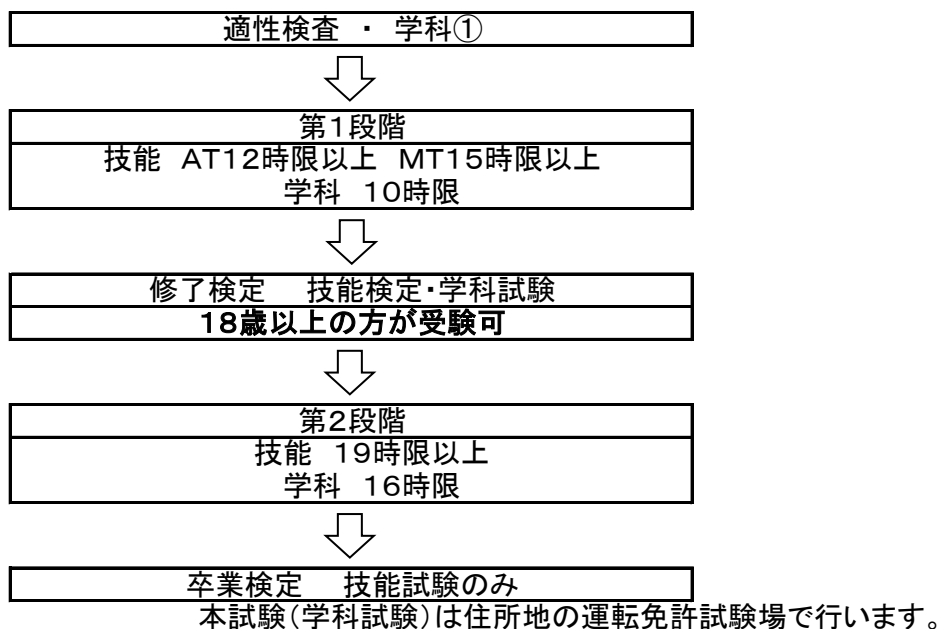 適性検査 ・ 学科①
第1段階
技能 AT12時限以上 MT15時限以上
学科 10時限
修了検定 技能検定・学科試験
18歳以上の方が受験可
第2段階
技能 19時限以上
学科 16時限
卒業検定 技能試験のみ
本試験(学科試験)は住所地の運転免許試験場で行います。